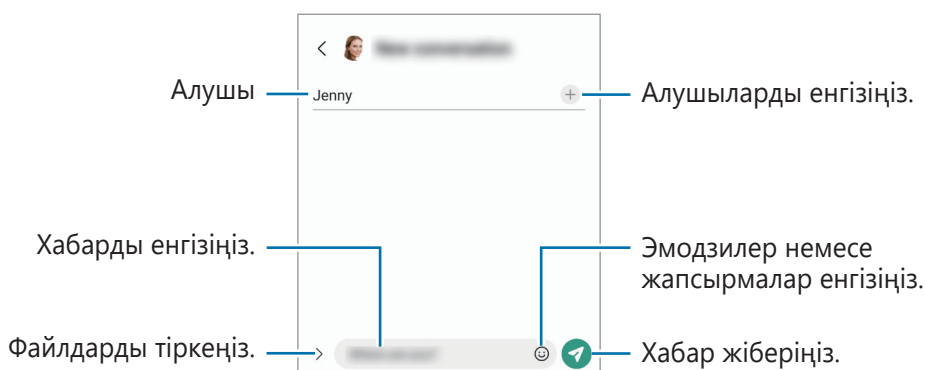 Алушы
Jenny
Алушыларды енгізіңіз.
Хабарды енгізіңіз.
Эмодзилер немесе
жапсырмалар енгізіңіз.
Файлдарды тіркеңіз.
Хабар жіберіңіз.